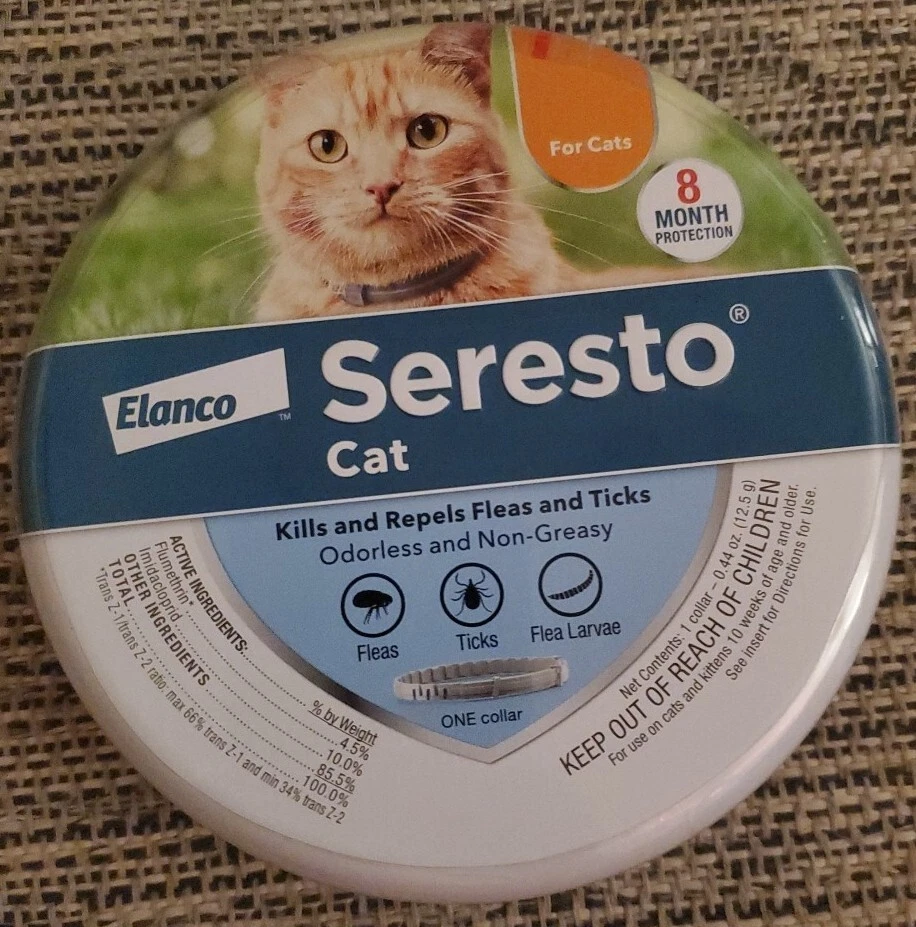 For Cats
8
MONTH
PROTECTION
Elanco™
Seresto®
Cat
Kills and Repels Fleas and Ticks
Odorless and Non-Greasy
Fleas
Ticks
Flea Larvae
ONE collar
ACTIVE INGREDIENTS: % by Weight
Flumethrin* 4.5%
Imidacloprid 10.0%
OTHER INGREDIENTS 85.5%
TOTAL 100.0%
*Trans Z-1/trans Z-2 ratio: max 66% trans Z-1 and min 34% trans Z-2
Net Contents: 1 collar – 0.44 oz. (12.5 g)
KEEP OUT OF REACH OF CHILDREN
For use on cats and kittens 10 weeks of age and older.
See insert for Directions for Use.